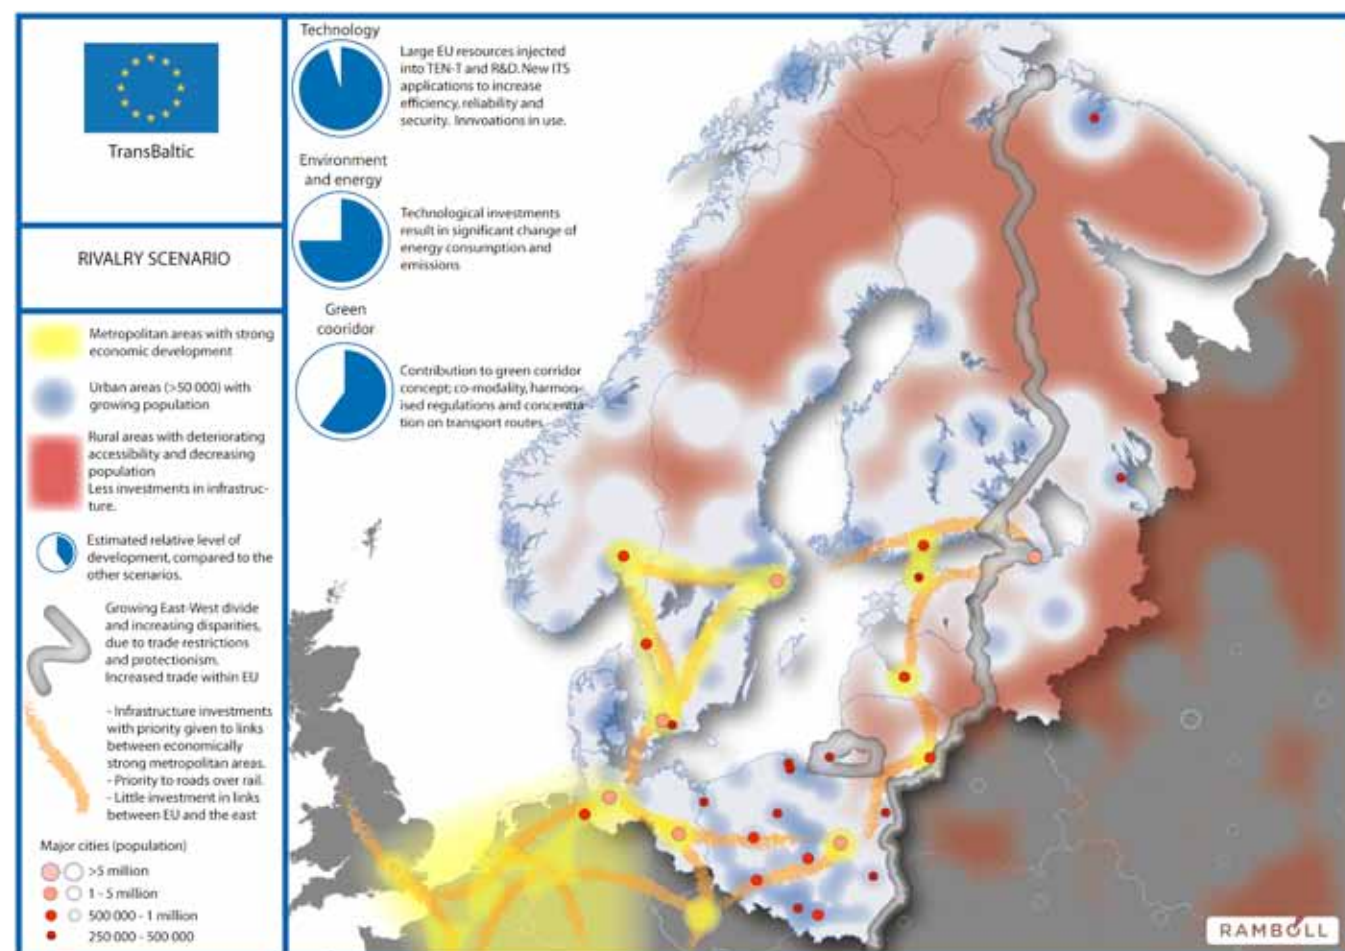 TransBaltic
RIVALRY SCENARIO
Metropolitan areas with strong
economic development
Urban areas (>50 000) with
growing population
Rural areas with deteriorating
accessibility and decreasing
population
Less investments in infrastruc-
ture.
Estimated relative level of
development, compared to the
other scenarios.
Growing East-West divide
and increasing disparities,
due to trade restrictions
and protectionism.
Increased trade within EU
- Infrastructure investments
with priority given to links
between economically
strong metropolitan areas.
- Priority to roads over rail.
- Little investment in links
between EU and the east
Major cities (population)
>5 million
1 - 5 million
500 000 - 1 million
250 000 - 500 000
Technology
Large EU resources injected
into TEN-T and R&D. New ITS
applications to increase
efficiency, reliability and
security. Innvoations in use.
Environment
and energy
Technological investments
result in significant change of
energy consumption and
emissions
Green
cooridor
Contribution to green corridor
concept; co-modality, harmon-
ised regulations and concentra-
tion on transport routes.
RAMBOLL